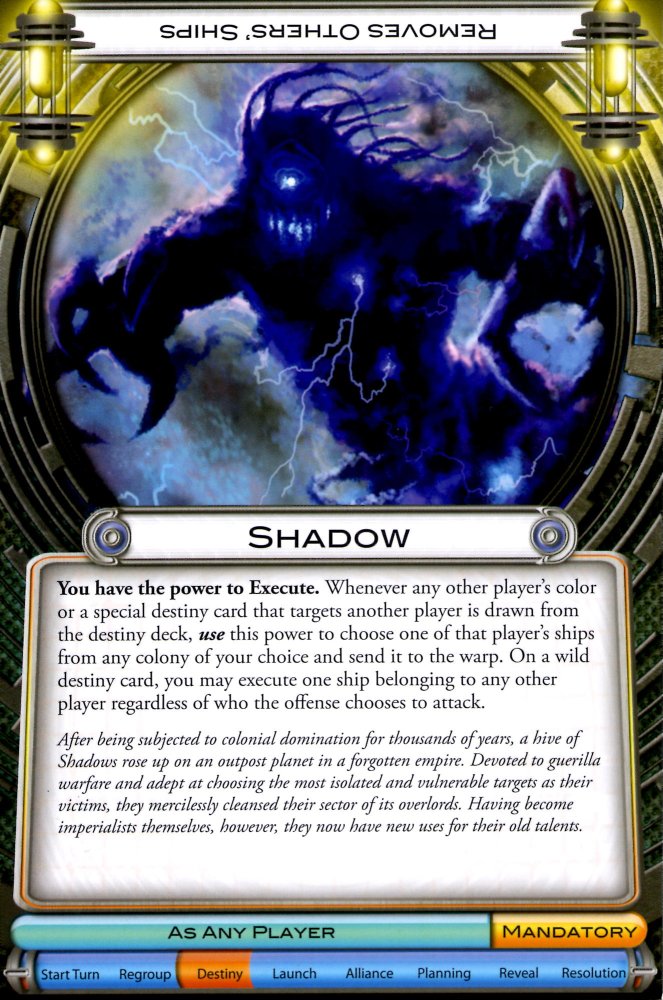 Removes Others' Ships
Shadow
You have the power to Execute. Whenever any other player's color
or a special destiny card that targets another player is drawn from
the destiny deck, use this power to choose one of that player's ships
from any colony of your choice and send it to the warp. On a wild
destiny card, you may execute one ship belonging to any other
player regardless of who the offense chooses to attack.
After being subjected to colonial domination for thousands of years, a hive of
Shadows rose up on an outpost planet in a forgotten empire. Devoted to guerilla
warfare and adept at choosing the most isolated and vulnerable targets as their
victims, they mercilessly cleansed their sector of its overlords. Having become
imperialists themselves, however, they now have new uses for their old talents.
As Any Player Mandatory
Start Turn Regroup Destiny Launch Alliance Planning Reveal Resolution